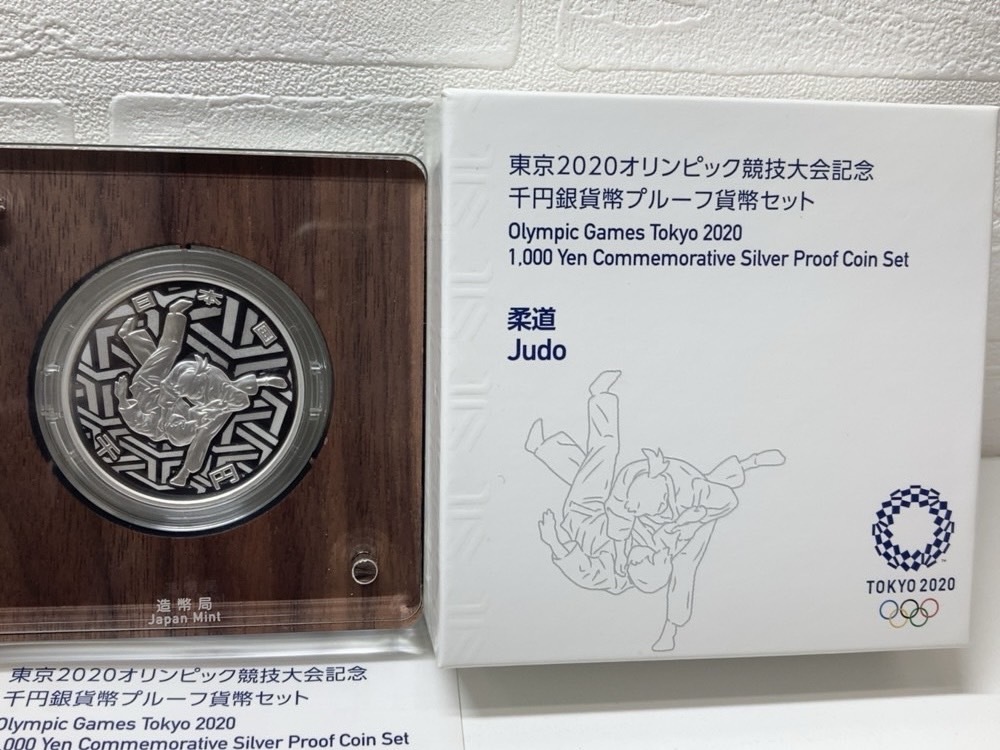 日本国
千円
造幣局
Japan Mint
東京2020オリンピック競技大会記念
千円銀貨幣プルーフ貨幣セット
Olympic Games Tokyo 2020
1,000 Yen Commemorative Silver Proof Coin Set
柔道
Judo
TOKYO 2020
東京2020オリンピック競技大会記念
千円銀貨幣プルーフ貨幣セット
Olympic Games Tokyo 2020
,000 Yen Commemorative Silver Proof Coin Set